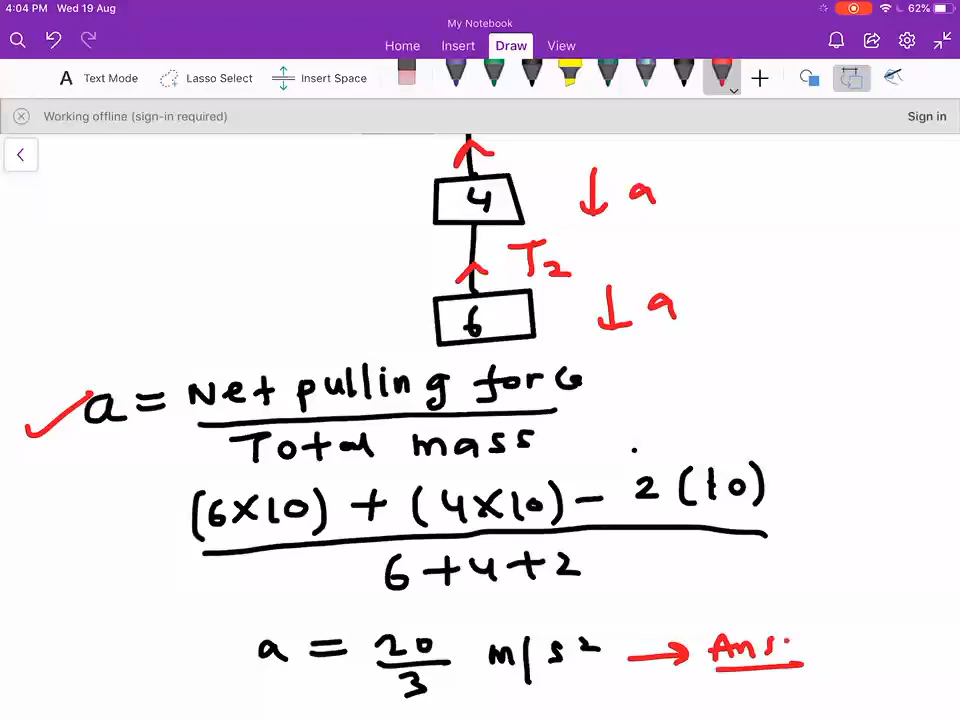 4:04 PM Wed 19 Aug
62%
My Notebook
Home Insert Draw View
A Text Mode Lasso Select Insert Space
Working offline (sign-in required) Sign in
4 ↓ a
T₂
6 ↓ a
a = Net pulling force
Total mass
(6×10) + (4×10) - 2 (10)
6+4+2
a = 20/3 m/s² → Ans.